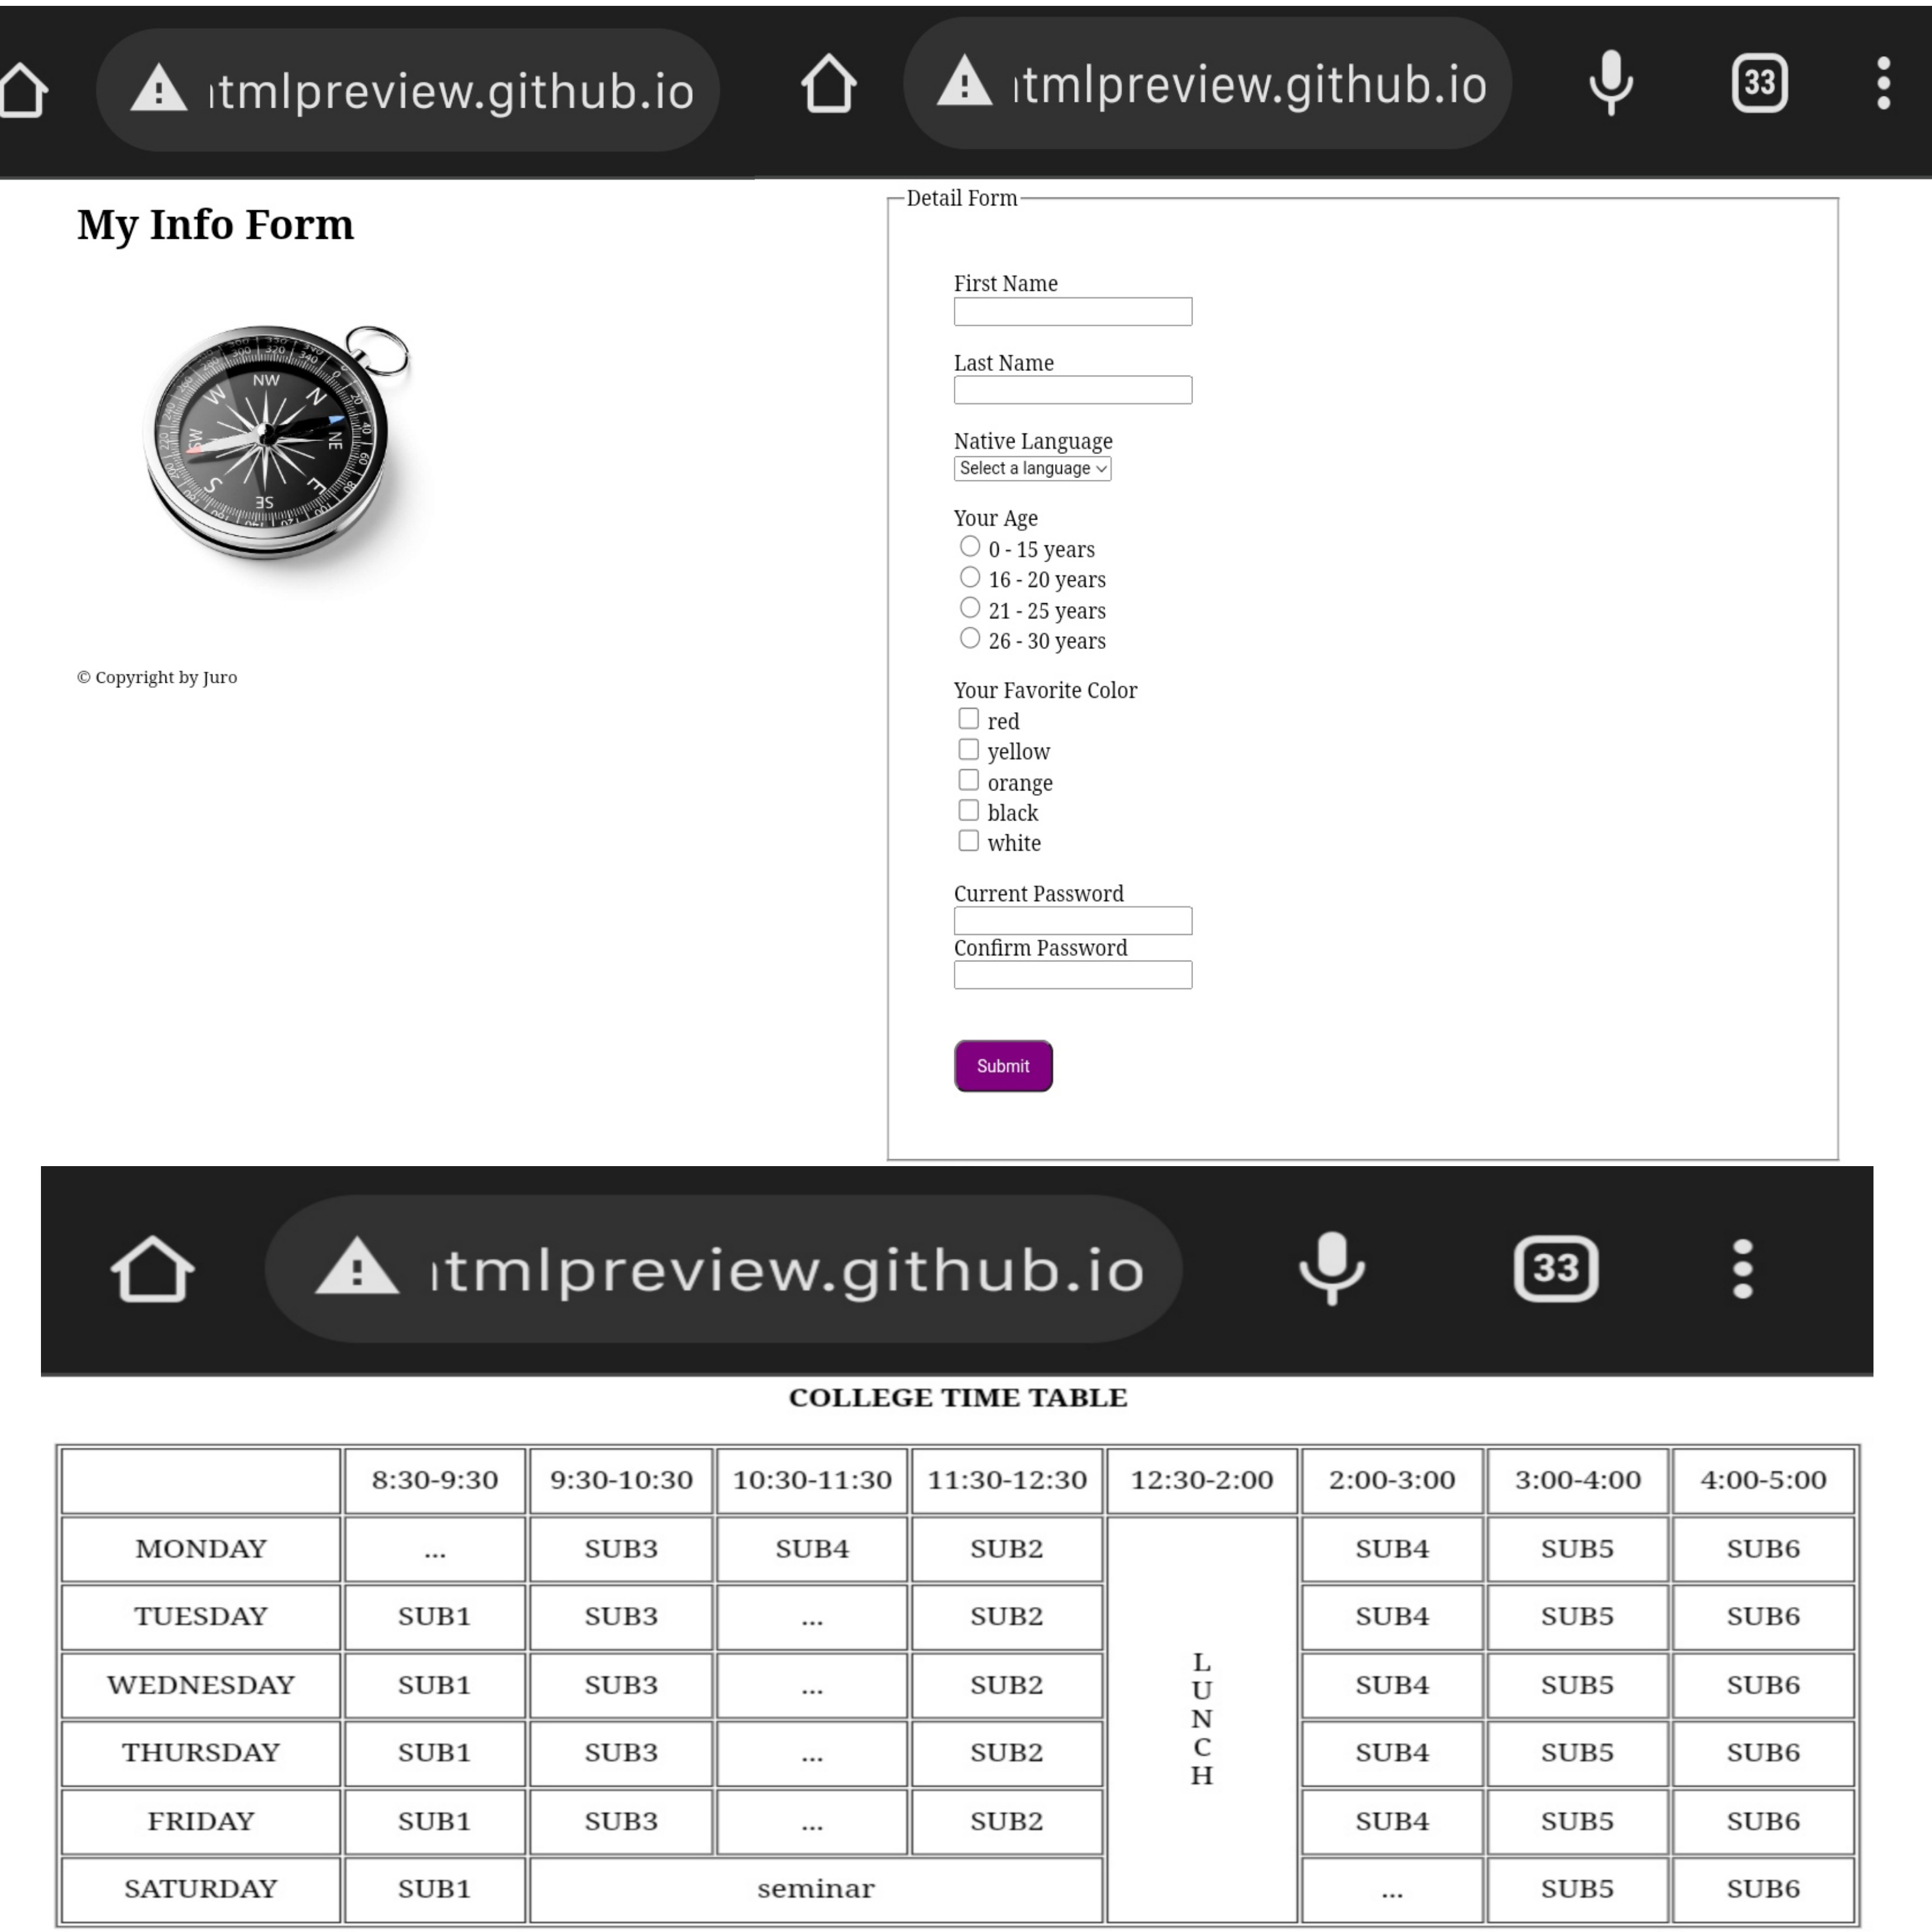 tmlpreview.github.io
tmlpreview.github.io
33
My Info Form
NW
N
NE
E
SE
S
SW
W
© Copyright by Juro
Detail Form
First Name
Last Name
Native Language
Select a language
Your Age
0 - 15 years
16 - 20 years
21 - 25 years
26 - 30 years
Your Favorite Color
red
yellow
orange
black
white
Current Password
Confirm Password
Submit
tmlpreview.github.io
33
COLLEGE TIME TABLE
8:30-9:30 9:30-10:30 10:30-11:30 11:30-12:30 12:30-2:00 2:00-3:00 3:00-4:00 4:00-5:00
MONDAY ... SUB3 SUB4 SUB2 SUB4 SUB5 SUB6
TUESDAY SUB1 SUB3 ... SUB2 SUB4 SUB5 SUB6
WEDNESDAY SUB1 SUB3 ... SUB2 SUB4 SUB5 SUB6
THURSDAY SUB1 SUB3 ... SUB2 SUB4 SUB5 SUB6
FRIDAY SUB1 SUB3 ... SUB2 SUB4 SUB5 SUB6
SATURDAY SUB1 seminar ... SUB5 SUB6
L
U
N
C
H